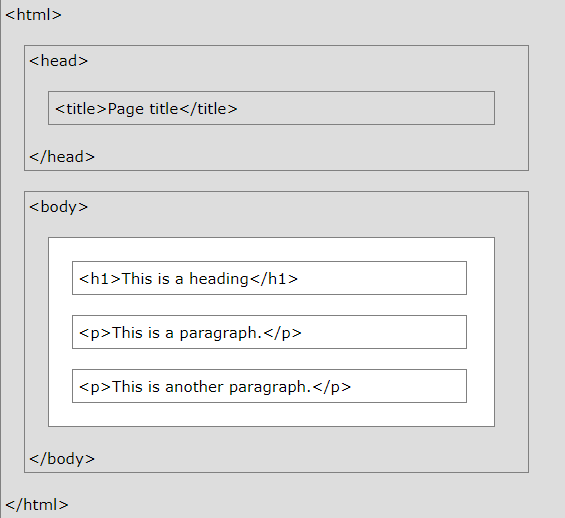 <html>
<head>
<title>Page title</title>
</head>
<body>
<h1>This is a heading</h1>
<p>This is a paragraph.</p>
<p>This is another paragraph.</p>
</body>
</html>